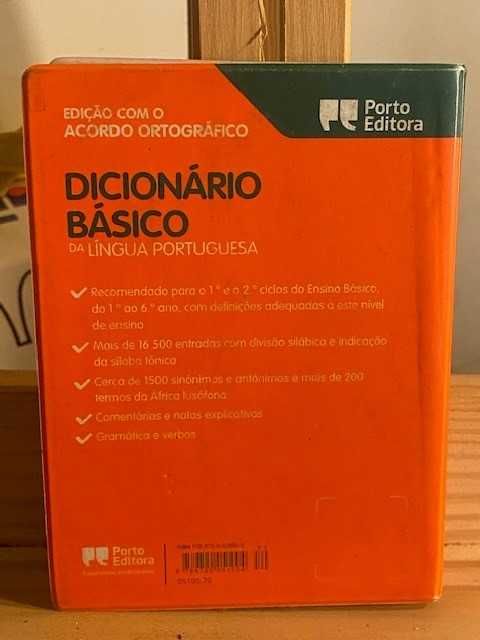 EDIÇÃO COM O
ACORDO ORTOGRÁFICO
Porto
Editora
DICIONÁRIO
BÁSICO
DA LÍNGUA PORTUGUESA
Recomendado para o 1.º e o 2.º ciclos do Ensino Básico,
do 1.º ao 6.º ano, com definições adequadas a este nível
de ensino
Mais de 16 500 entradas com divisão silábica e indicação
da sílaba tónica
Cerca de 1500 sinónimos e antónimos e mais de 200
termos da África lusófona
Comentários e notas explicativas
Gramática e verbos
Porto
Editora